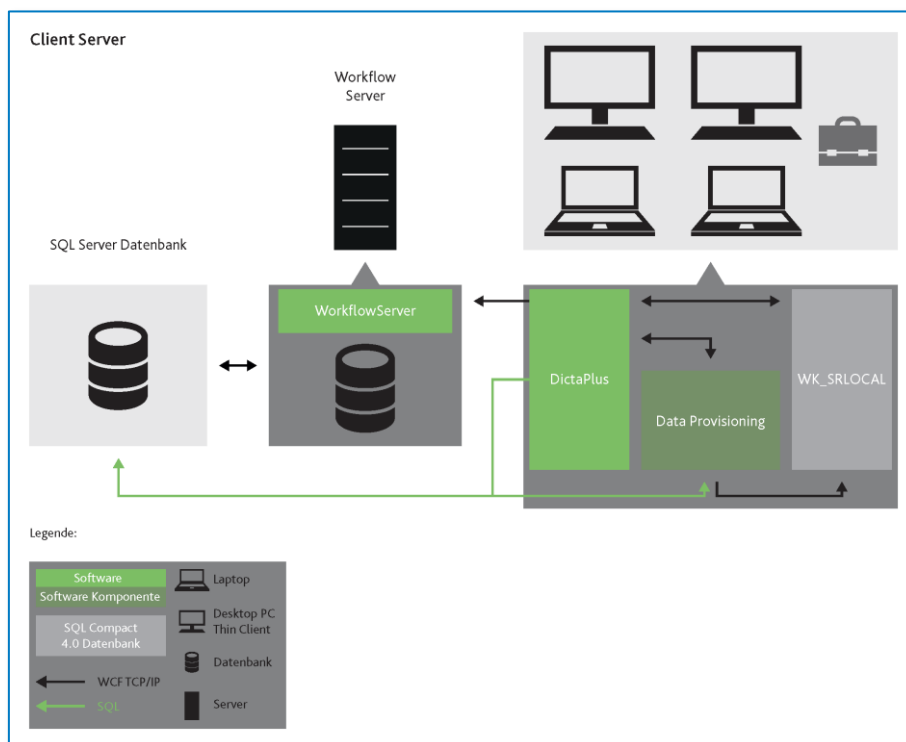 Client Server
Workflow
Server
SQL Server Datenbank
WorkflowServer
DictaPlus
WK_SRLOCAL
Data Provisioning
Legende:
Software
Software Komponente
SQL Compact
4.0 Datenbank
WCF TCP/IP
SQL
Laptop
Desktop PC
Thin Client
Datenbank
Server